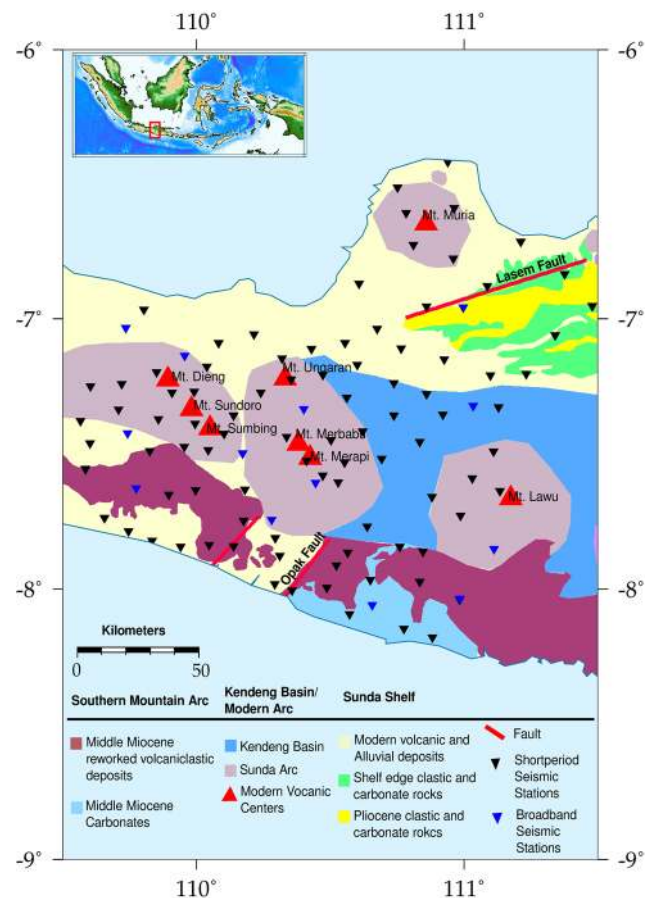 110°
111°
-6°
-6°
Mt. Muria
Lasem Fault
-7°
-7°
Mt. Ungaran
Mt. Dieng
Mt. Sundoro
Mt. Sumbing
Mt. Merbabu
Mt. Merapi
Mt. Lawu
Opak Fault
-8°
-8°
Kilometers
0
50
Southern Mountain Arc
Kendeng Basin/
Modern Arc
Sunda Shelf
Middle Miocene
reworked volcaniclastic
deposits
Middle Miocene
Carbonates
Kendeng Basin
Sunda Arc
Modern Vocanic
Centers
Modern volcanic and
Alluvial deposits
Shelf edge clastic and
carbonate rocks
Pliocene clastic and
carbonate rokcs
Fault
Shortperiod
Seismic
Stations
Broadband
Seismic
Stations
-9°
-9°
110°
111°